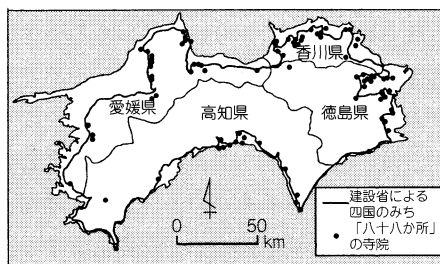 香川県
愛媛県
高知県
徳島県
0
50
km
建設省による
四国のみち
「八十八か所」
の寺院